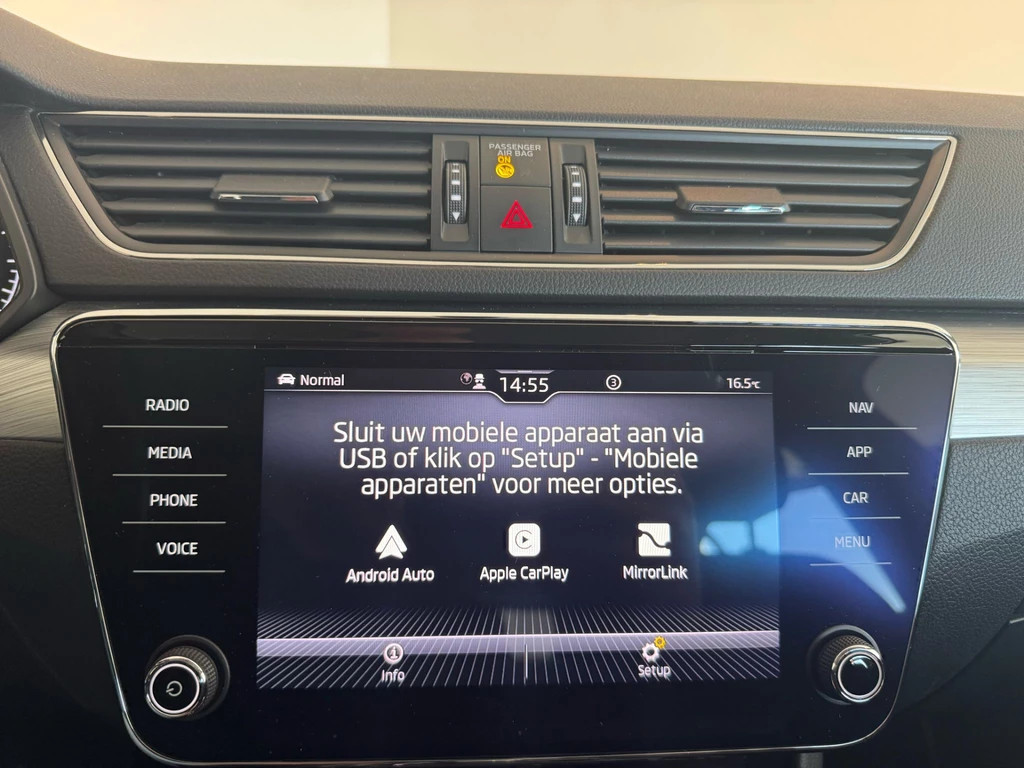 PASSENGER
AIR BAG
ON
Normal
14:55
3
16.5°C
RADIO
MEDIA
PHONE
VOICE
Sluit uw mobiele apparaat aan via
USB of klik op "Setup" - "Mobiele
apparaten" voor meer opties.
Android Auto
Apple CarPlay
MirrorLink
Info
Setup
NAV
APP
CAR
MENU